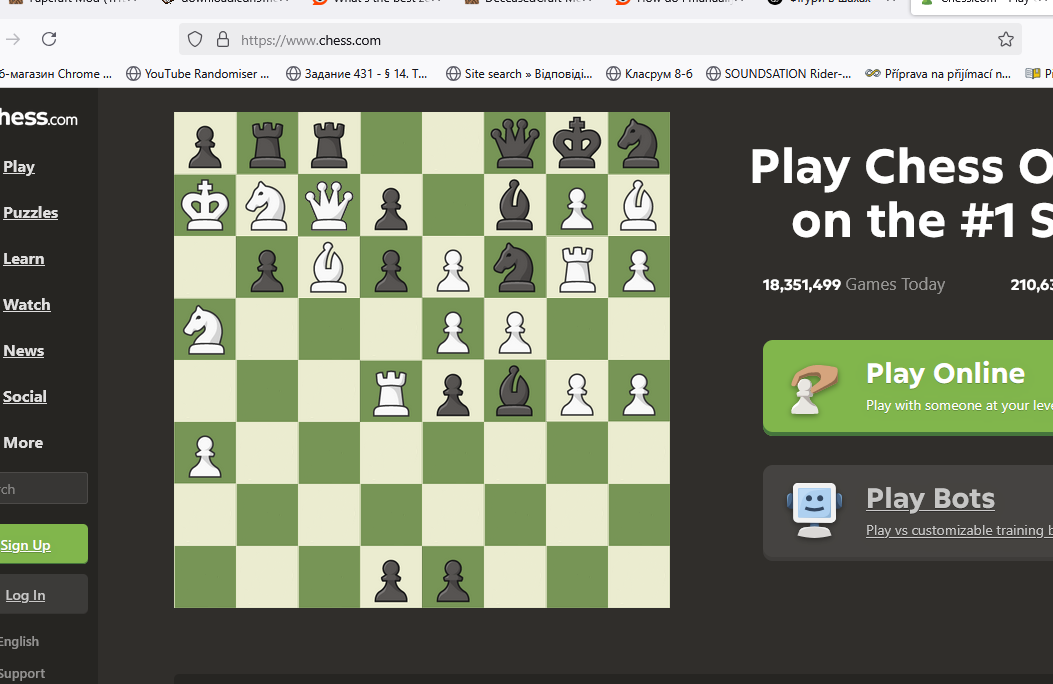 https://www.chess.com
б-магазин Chrome ... YouTube Randomiser ... Задание 431 - § 14. Т... Site search » Відповіді... Класрум 8-6 SOUNDSATION Rider-... Příprava na přijímací n...
hess.com
Play
Puzzles
Learn
Watch
News
Social
More
rch
Sign Up
Log In
English
Support
Play Chess O
on the #1 S
18,351,499 Games Today 210,63
Play Online
Play with someone at your leve
Play Bots
Play vs customizable training b